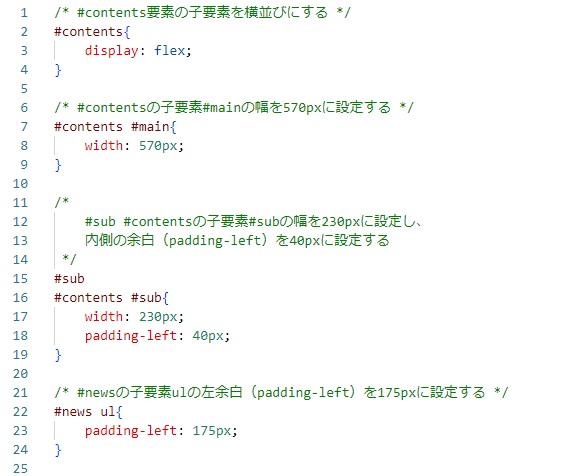 1 /* #contents要素の子要素を横並びにする */
2 #contents{
3 display: flex;
4 }
5
6 /* #contentsの子要素#mainの幅を570pxに設定する */
7 #contents #main{
8 width: 570px;
9 }
10
11 /*
12 #sub #contentsの子要素#subの幅を230pxに設定し、
13 内側の余白（padding-left）を40pxに設定する
14 */
15 #sub
16 #contents #sub{
17 width: 230px;
18 padding-left: 40px;
19 }
20
21 /* #newsの子要素ulの左余白（padding-left）を175pxに設定する */
22 #news ul{
23 padding-left: 175px;
24 }
25